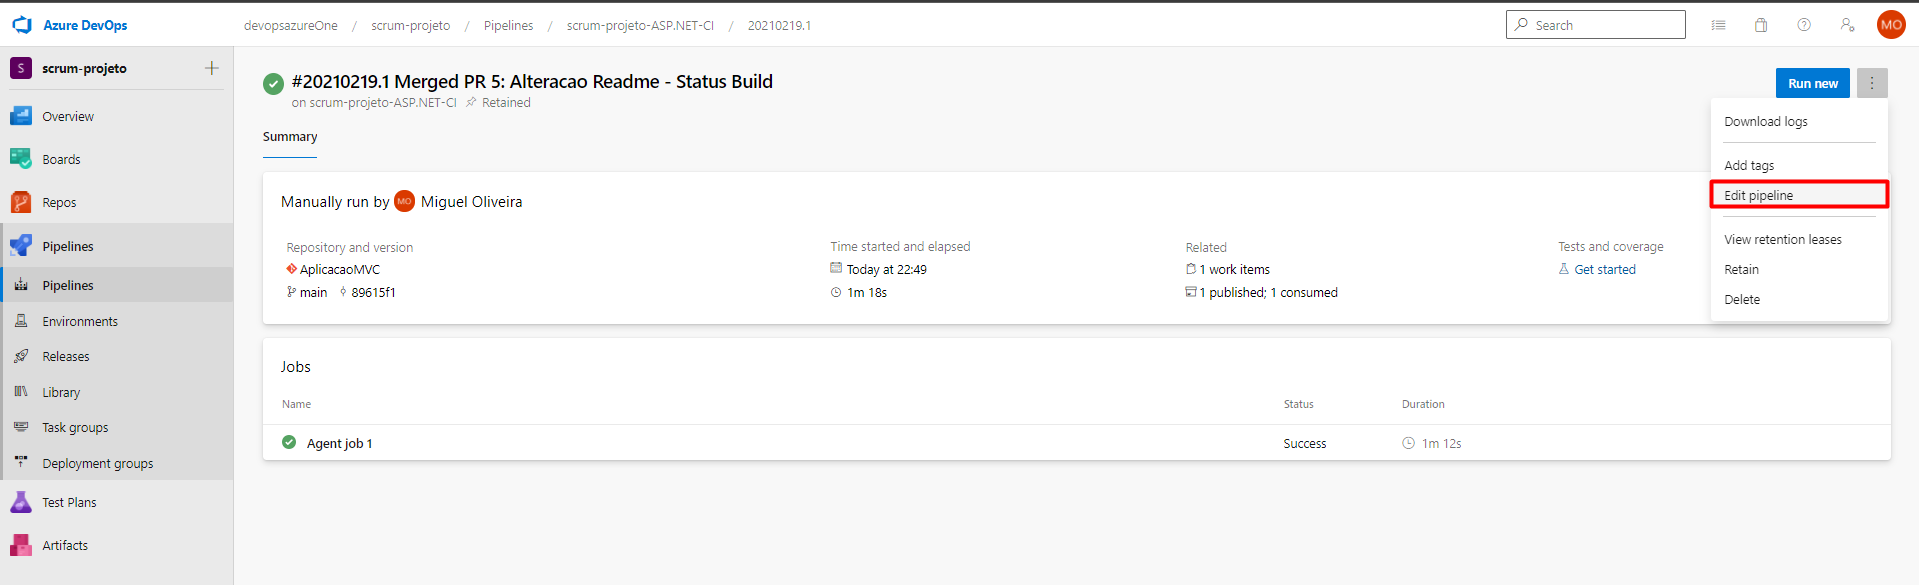 Azure DevOps
devopsazureOne / scrum-projeto / Pipelines / scrum-projeto-ASP.NET-CI / 20210219.1
Search
MO
S scrum-projeto
Overview
Boards
Repos
Pipelines
Pipelines
Environments
Releases
Library
Task groups
Deployment groups
Test Plans
Artifacts
#20210219.1 Merged PR 5: Alteracao Readme - Status Build
on scrum-projeto-ASP.NET-CI Retained
Run new
Download logs
Add tags
Edit pipeline
View retention leases
Retain
Delete
Summary
Manually run by MO Miguel Oliveira
Repository and version
AplicacaoMVC
main 89615f1
Time started and elapsed
Today at 22:49
1m 18s
Related
1 work items
1 published; 1 consumed
Tests and coverage
Get started
Jobs
Name Status Duration
Agent job 1 Success 1m 12s